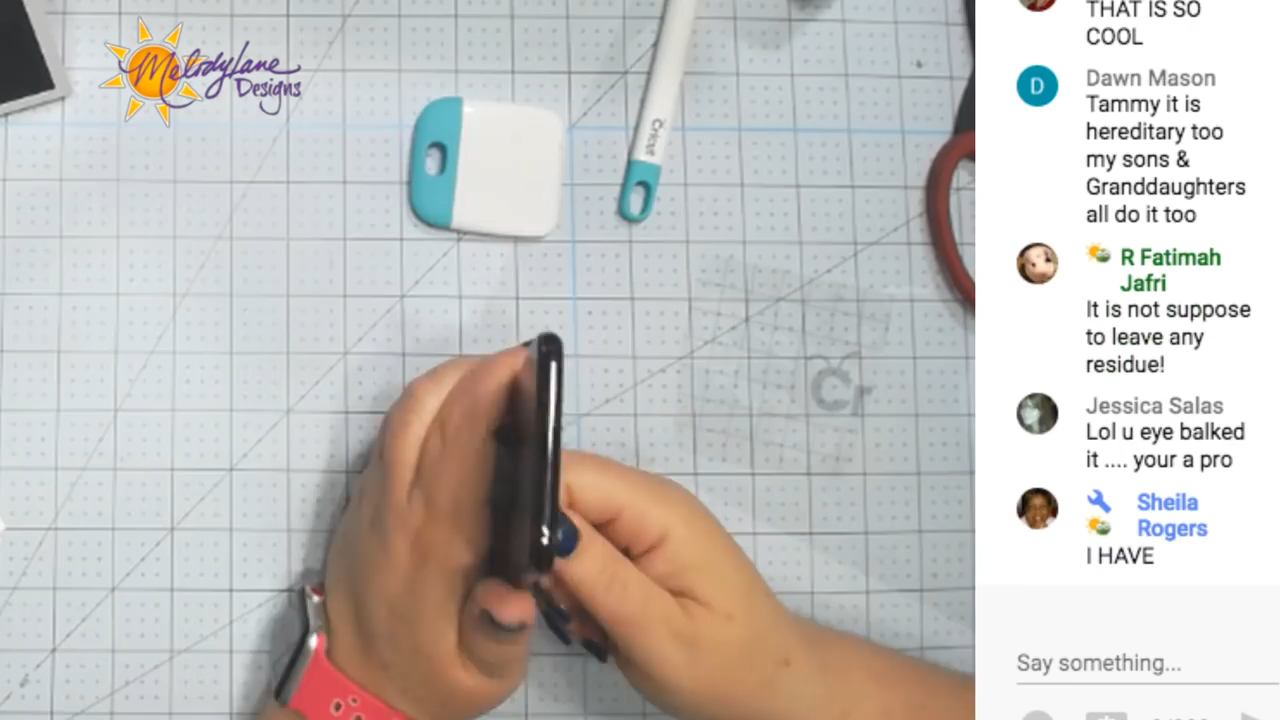 MelodyLane
Designs
Cricut
Cr
THAT IS SO
COOL
D
Dawn Mason
Tammy it is
hereditary too
my sons &
Granddaughters
all do it too
R Fatimah
Jafri
It is not suppose
to leave any
residue!
Jessica Salas
Lol u eye balked
it .... your a pro
Sheila
Rogers
I HAVE
Say something...